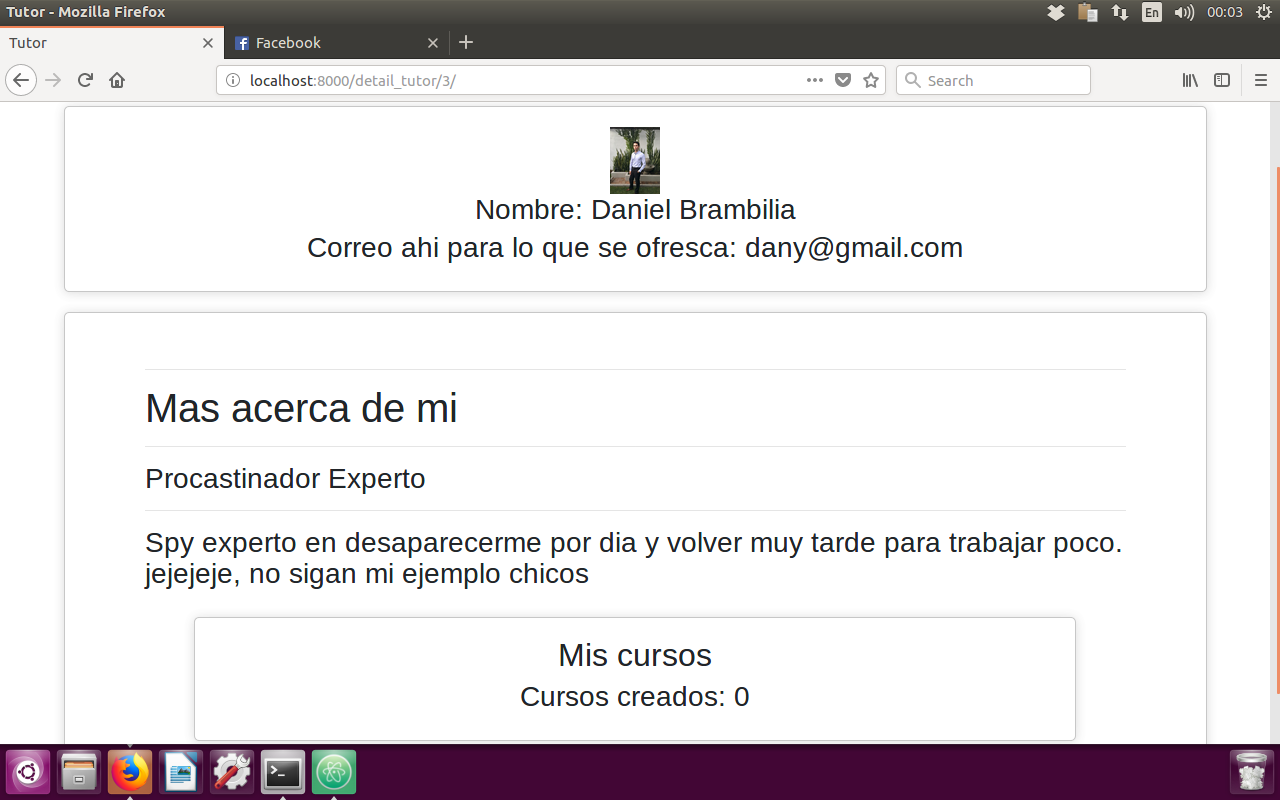 Tutor - Mozilla Firefox
En
00:03
Tutor
Facebook
localhost:8000/detail_tutor/3/
Search
Nombre: Daniel Brambilia
Correo ahi para lo que se ofresca: dany@gmail.com
Mas acerca de mi
Procastinador Experto
Spy experto en desaparecerme por dia y volver muy tarde para trabajar poco.
jejejeje, no sigan mi ejemplo chicos
Mis cursos
Cursos creados: 0